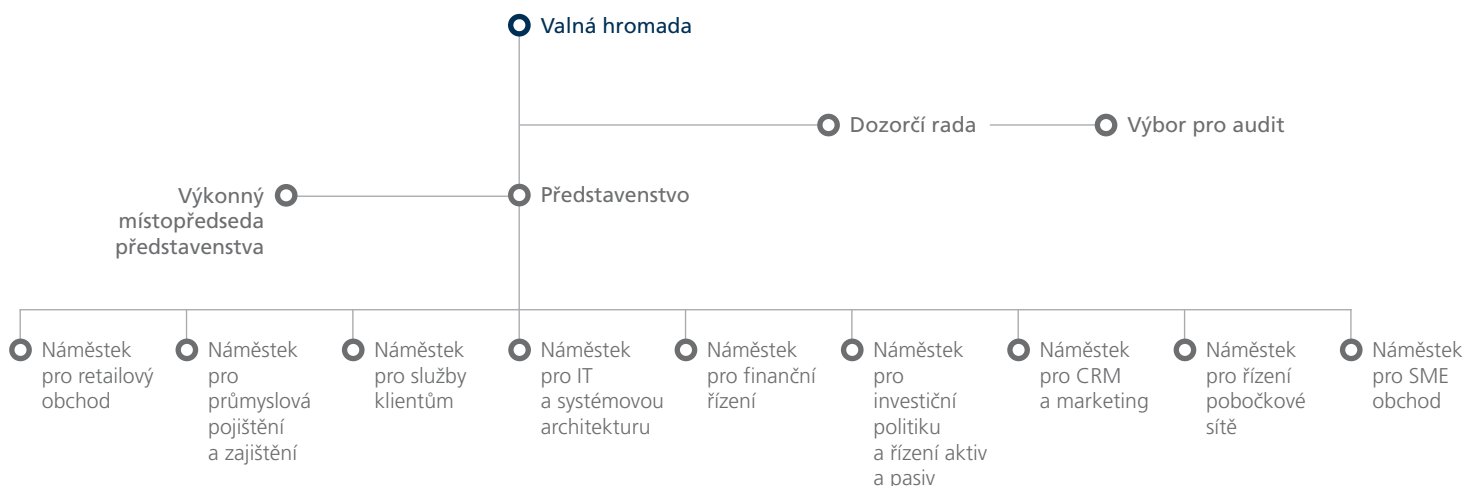 Valná hromada
Dozorčí rada
Výbor pro audit
Výkonný
místopředseda
představenstva
Představenstvo
Náměstek
pro retailový
obchod
Náměstek
pro
průmyslová
pojištění
a zajištění
Náměstek
pro služby
klientům
Náměstek
pro IT
a systémovou
architekturu
Náměstek
pro finanční
řízení
Náměstek
pro
investiční
politiku
a řízení aktiv
a pasiv
Náměstek
pro CRM
a marketing
Náměstek
pro řízení
pobočkové
sítě
Náměstek
pro SME
obchod